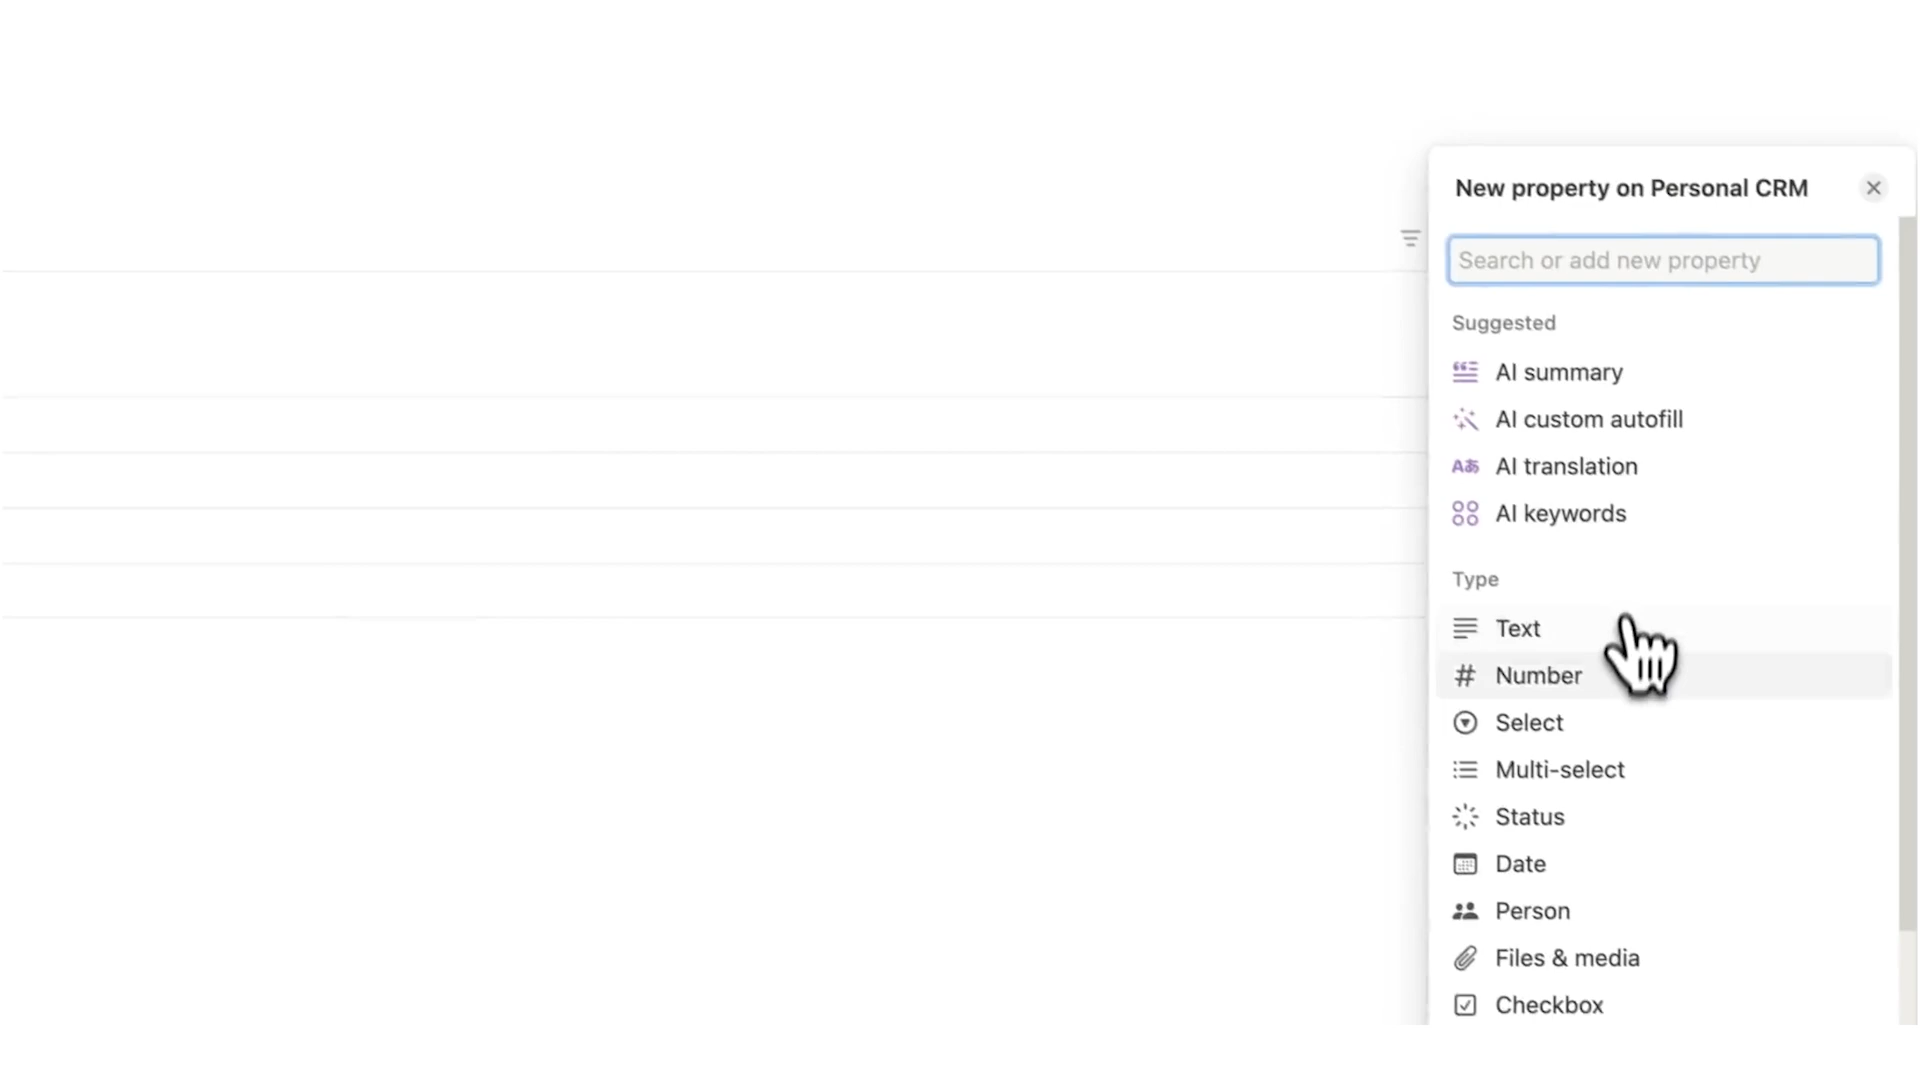 New property on Personal CRM
Search or add new property
Suggested
AI summary
AI custom autofill
AI translation
AI keywords
Type
Text
Number
Select
Multi-select
Status
Date
Person
Files & media
Checkbox